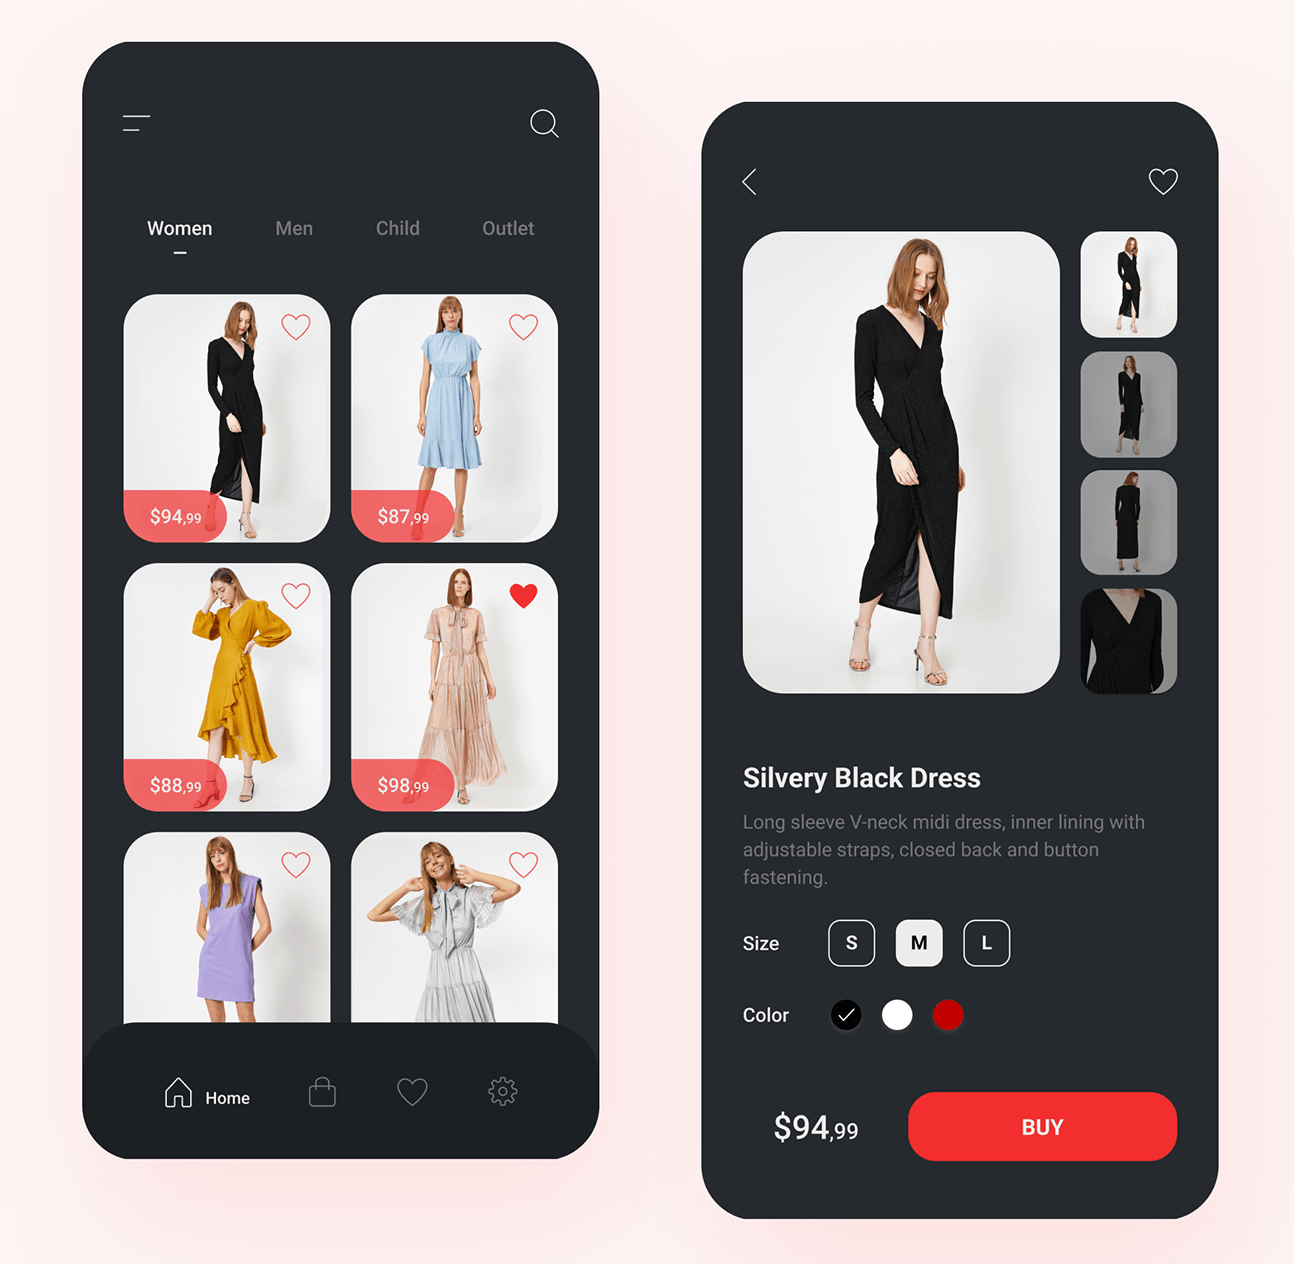 Women Men Child Outlet
$94,99 $87,99
$88,99 $98,99
Home
Silvery Black Dress
Long sleeve V-neck midi dress, inner lining with
adjustable straps, closed back and button
fastening.
Size S M L
Color
$94,99 BUY